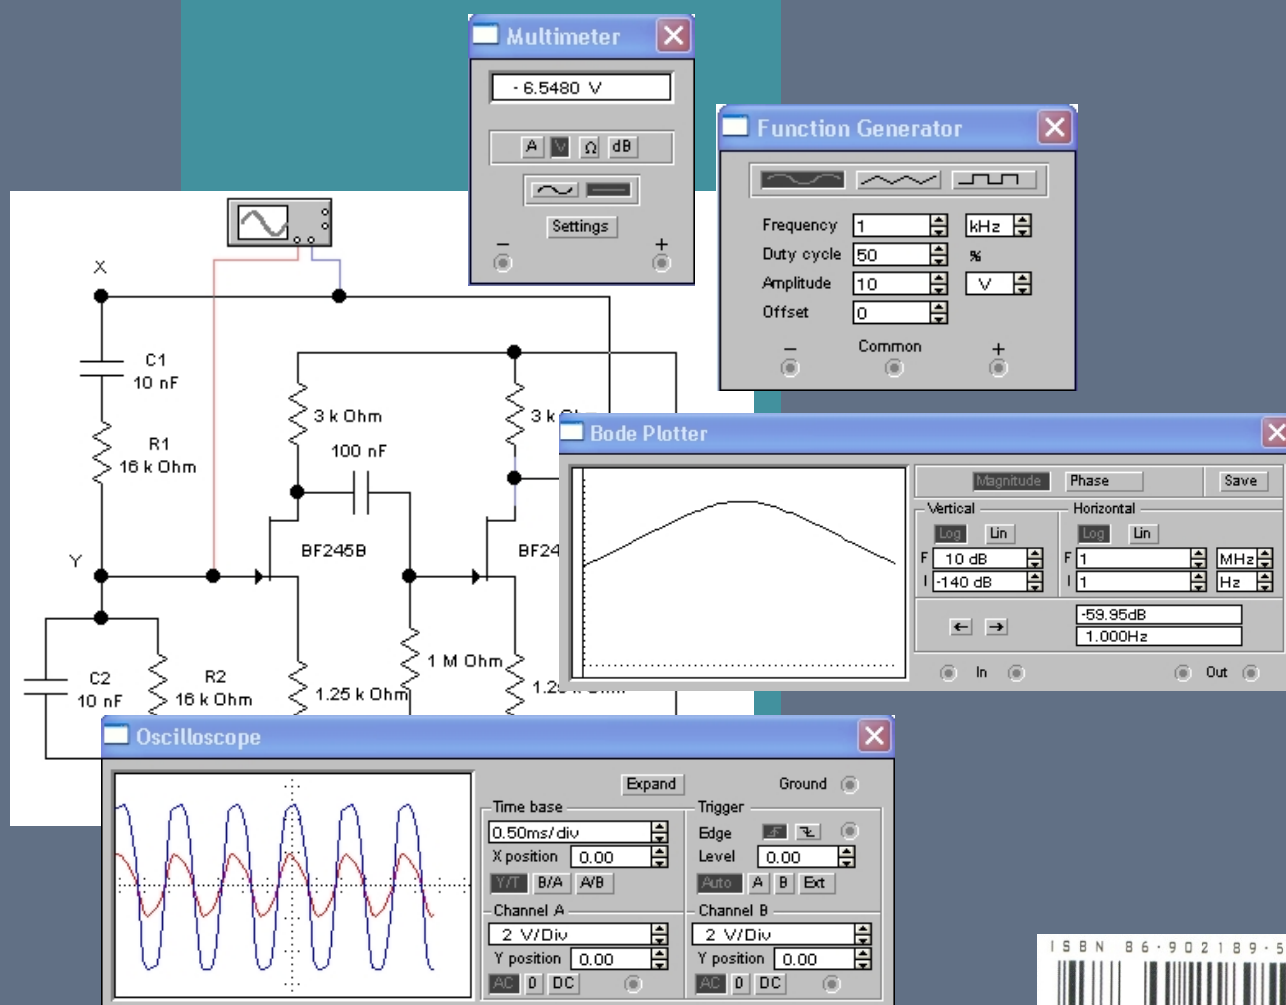 Multimeter
- 6.5480 V
A V Ω dB
Settings
− +
Function Generator
Frequency 1 kHz
Duty cycle 50 %
Amplitude 10 V
Offset 0
− Common +
X
C1
10 nF
R1
16 k Ohm
Y
C2
10 nF
R2
16 k Ohm
3 k Ohm
100 nF
BF245B
1.25 k Ohm
1 M Ohm
3 k
BF24
Bode Plotter
Magnitude Phase Save
Vertical Horizontal
Log Lin Log Lin
F 10 dB F 1 MHz
I -140 dB I 1 Hz
← → -59.95dB
1.000Hz
In Out
Oscilloscope
Expand Ground
Time base Trigger
0.50ms/div Edge
X position 0.00 Level 0.00
Y/T B/A A/B Auto A B Ext
Channel A Channel B
2 V/Div 2 V/Div
Y position 0.00 Y position 0.00
AC 0 DC AC 0 DC
ISBN 86-902189-5